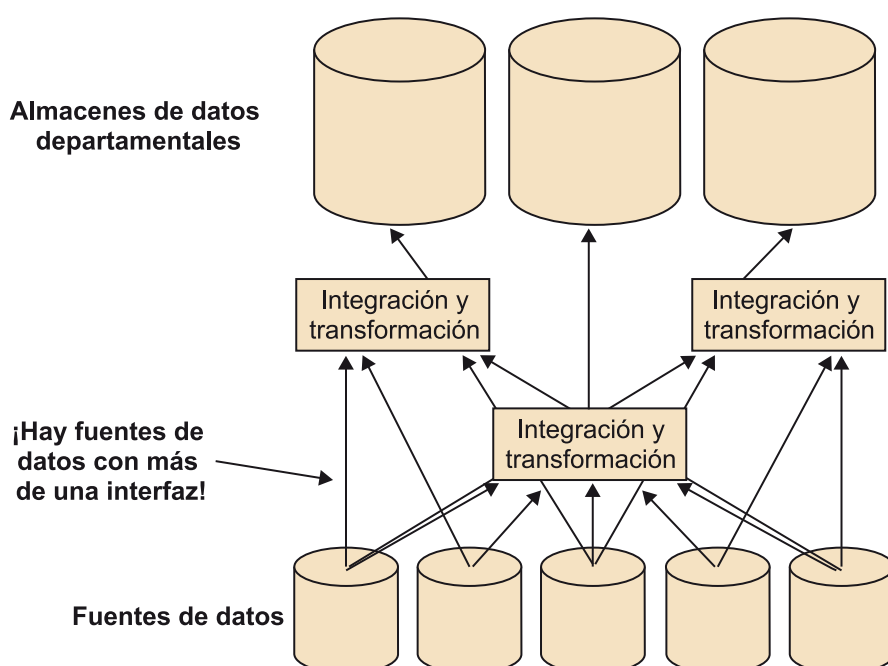 Almacenes de datos
departamentales
Integración y
transformación
Integración y
transformación
¡Hay fuentes de
datos con más
de una interfaz!
Integración y
transformación
Fuentes de datos